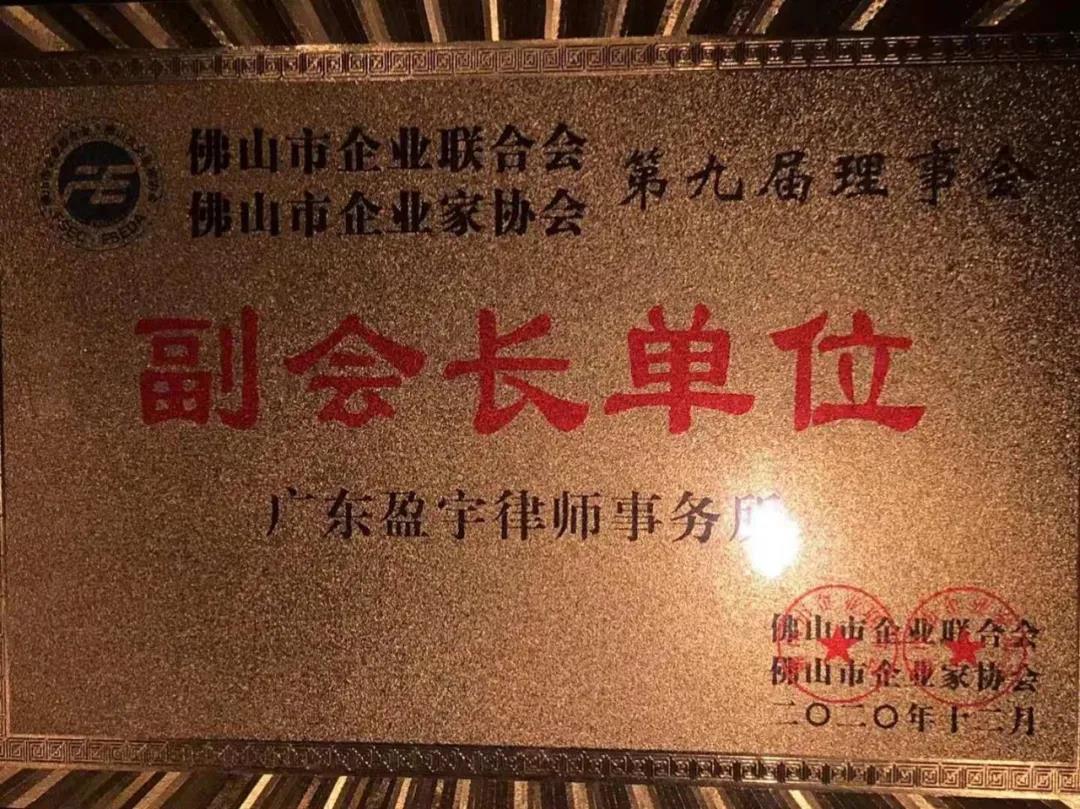 佛山市企业联合会
佛山市企业家协会
第九届理事会
副会长单位
广东盈宇律师事务所
佛山市企业联合会
佛山市企业家协会
二〇二〇年十二月